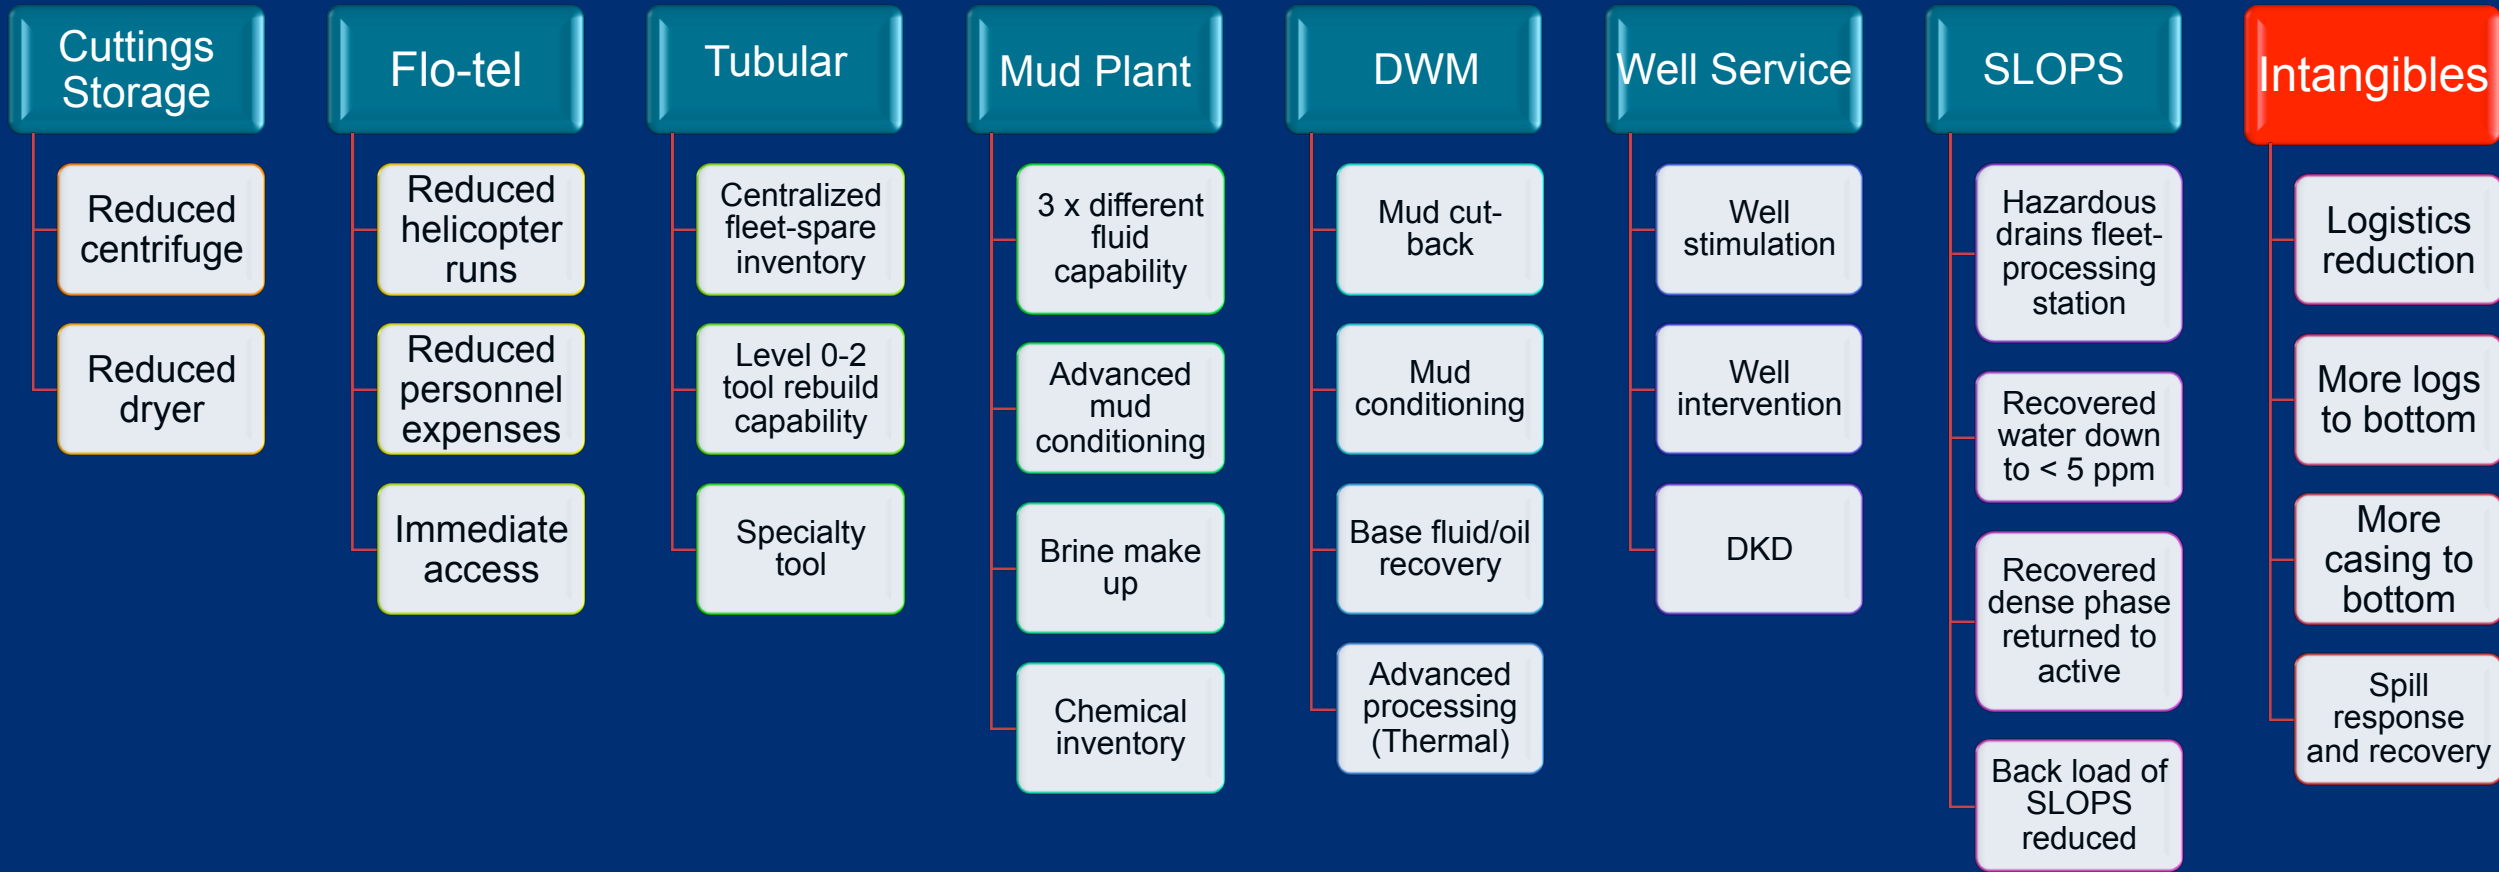 Cuttings
Storage
Reduced
centrifuge
Reduced
dryer
Flo-tel
Reduced
helicopter
runs
Reduced
personnel
expenses
Immediate
access
Tubular
Centralized
fleet-spare
inventory
Level 0-2
tool rebuild
capability
Specialty
tool
Mud Plant
3 x different
fluid
capability
Advanced
mud
conditioning
Brine make
up
Chemical
inventory
DWM
Mud cut-
back
Mud
conditioning
Base fluid/oil
recovery
Advanced
processing
(Thermal)
Well Service
Well
stimulation
Well
intervention
DKD
SLOPS
Hazardous
drains fleet-
processing
station
Recovered
water down
to < 5 ppm
Recovered
dense phase
returned to
active
Back load of
SLOPS
reduced
Intangibles
Logistics
reduction
More logs
to bottom
More
casing to
bottom
Spill
response
and recovery